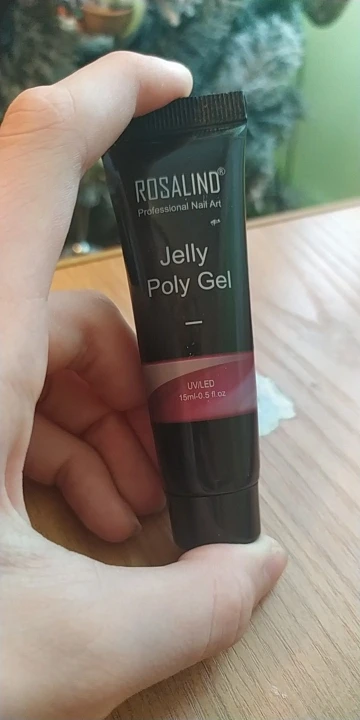 ROSALIND®
Professional Nail Art
Jelly
Poly Gel
UV/LED
15ml-0.5 fl oz